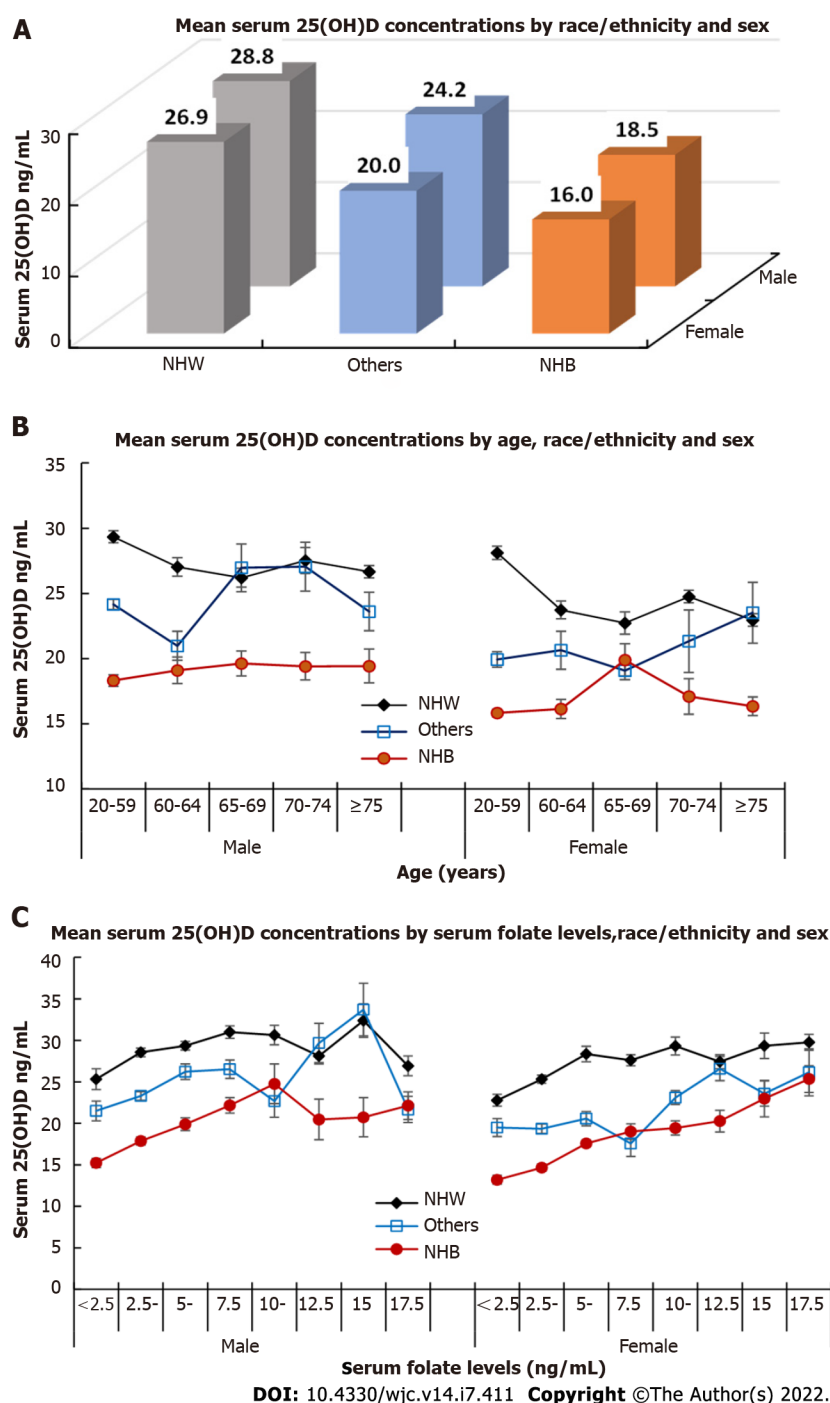 A
Mean serum 25(OH)D concentrations by race/ethnicity and sex
28.8
26.9
24.2
20.0
18.5
16.0
30
20
10
0
Serum 25(OH)D ng/mL
Male
Female
NHW Others NHB
B
Mean serum 25(OH)D concentrations by age, race/ethnicity and sex
35
30
25
20
15
10
Serum 25(OH)D ng/mL
NHW
Others
NHB
20-59 60-64 65-69 70-74 ≥75 20-59 60-64 65-69 70-74 ≥75
Male Female
Age (years)
C
Mean serum 25(OH)D concentrations by serum folate levels,race/ethnicity and sex
40
35
30
25
20
15
10
5
0
Serum 25(OH)D ng/mL
NHW
Others
NHB
<2.5 2.5- 5- 7.5 10- 12.5 15 17.5 <2.5 2.5- 5- 7.5 10- 12.5 15 17.5
Male Female
Serum folate levels (ng/mL)
DOI: 10.4330/wjc.v14.i7.411 Copyright ©The Author(s) 2022.